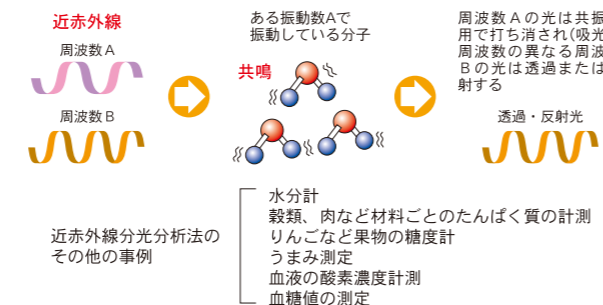 近赤外線
周波数A
周波数B
ある振動数Aで
振動している分子
共鳴
周波数Aの光は共振
用で打ち消され(吸光
周波数の異なる周波
Bの光は透過または
射する
透過・反射光
近赤外線分光分析法の
その他の事例
水分計
穀類、肉など材料ごとのたんぱく質の計測
りんごなど果物の糖度計
うまみ測定
血液の酸素濃度計測
血糖値の測定